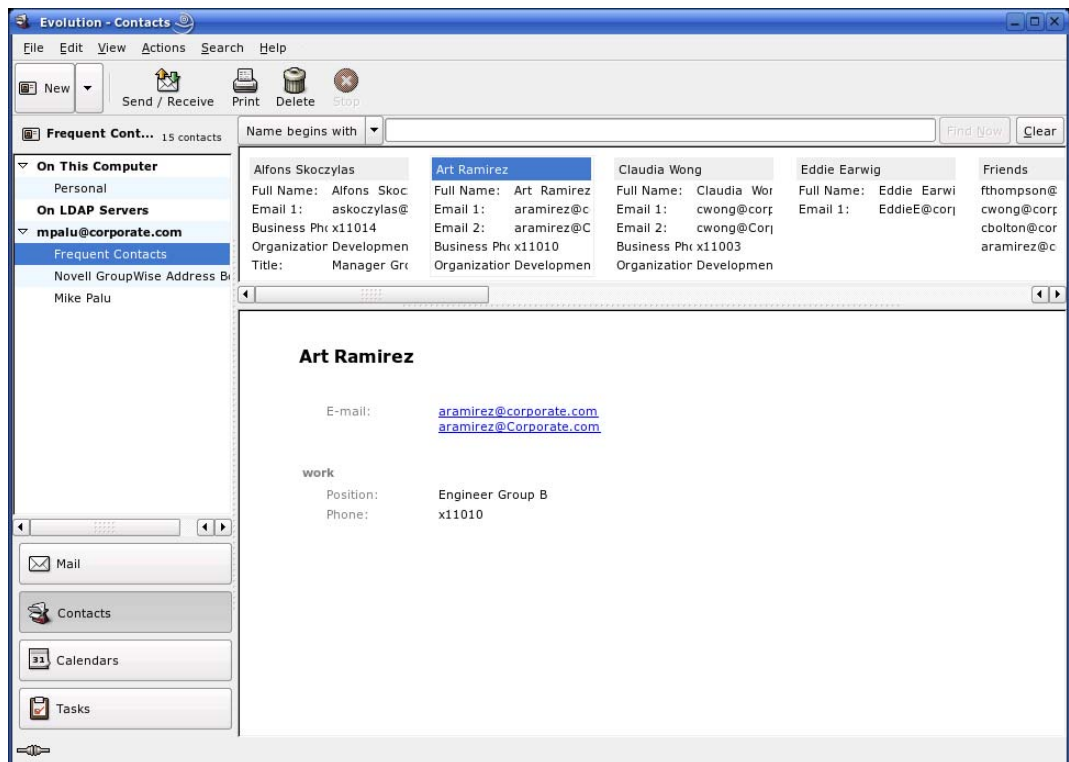 Evolution - Contacts
File Edit View Actions Search Help
New
Send / Receive
Print
Delete
Stop
Frequent Cont... 15 contacts
Name begins with
Find Now
Clear
On This Computer
Personal
On LDAP Servers
mpalu@corporate.com
Frequent Contacts
Novell GroupWise Address B
Mike Palu
Alfons Skoczylas
Full Name: Alfons Skoc
Email 1: askoczylas@
Business Ph x11014
Organization Developmen
Title: Manager Gr
Art Ramirez
Full Name: Art Ramirez
Email 1: aramirez@c
Email 2: aramirez@C
Business Ph x11010
Organization Developmen
Claudia Wong
Full Name: Claudia Wor
Email 1: cwong@corp
Email 2: cwong@Corp
Business Ph x11003
Organization Developmen
Eddie Earwig
Full Name: Eddie Earwi
Email 1: EddieE@corp
Friends
fthompson@
cwong@corp
cbolton@cor
aramirez@c
Art Ramirez
E-mail: aramirez@corporate.com
aramirez@Corporate.com
work
Position: Engineer Group B
Phone: x11010
Mail
Contacts
31 Calendars
Tasks